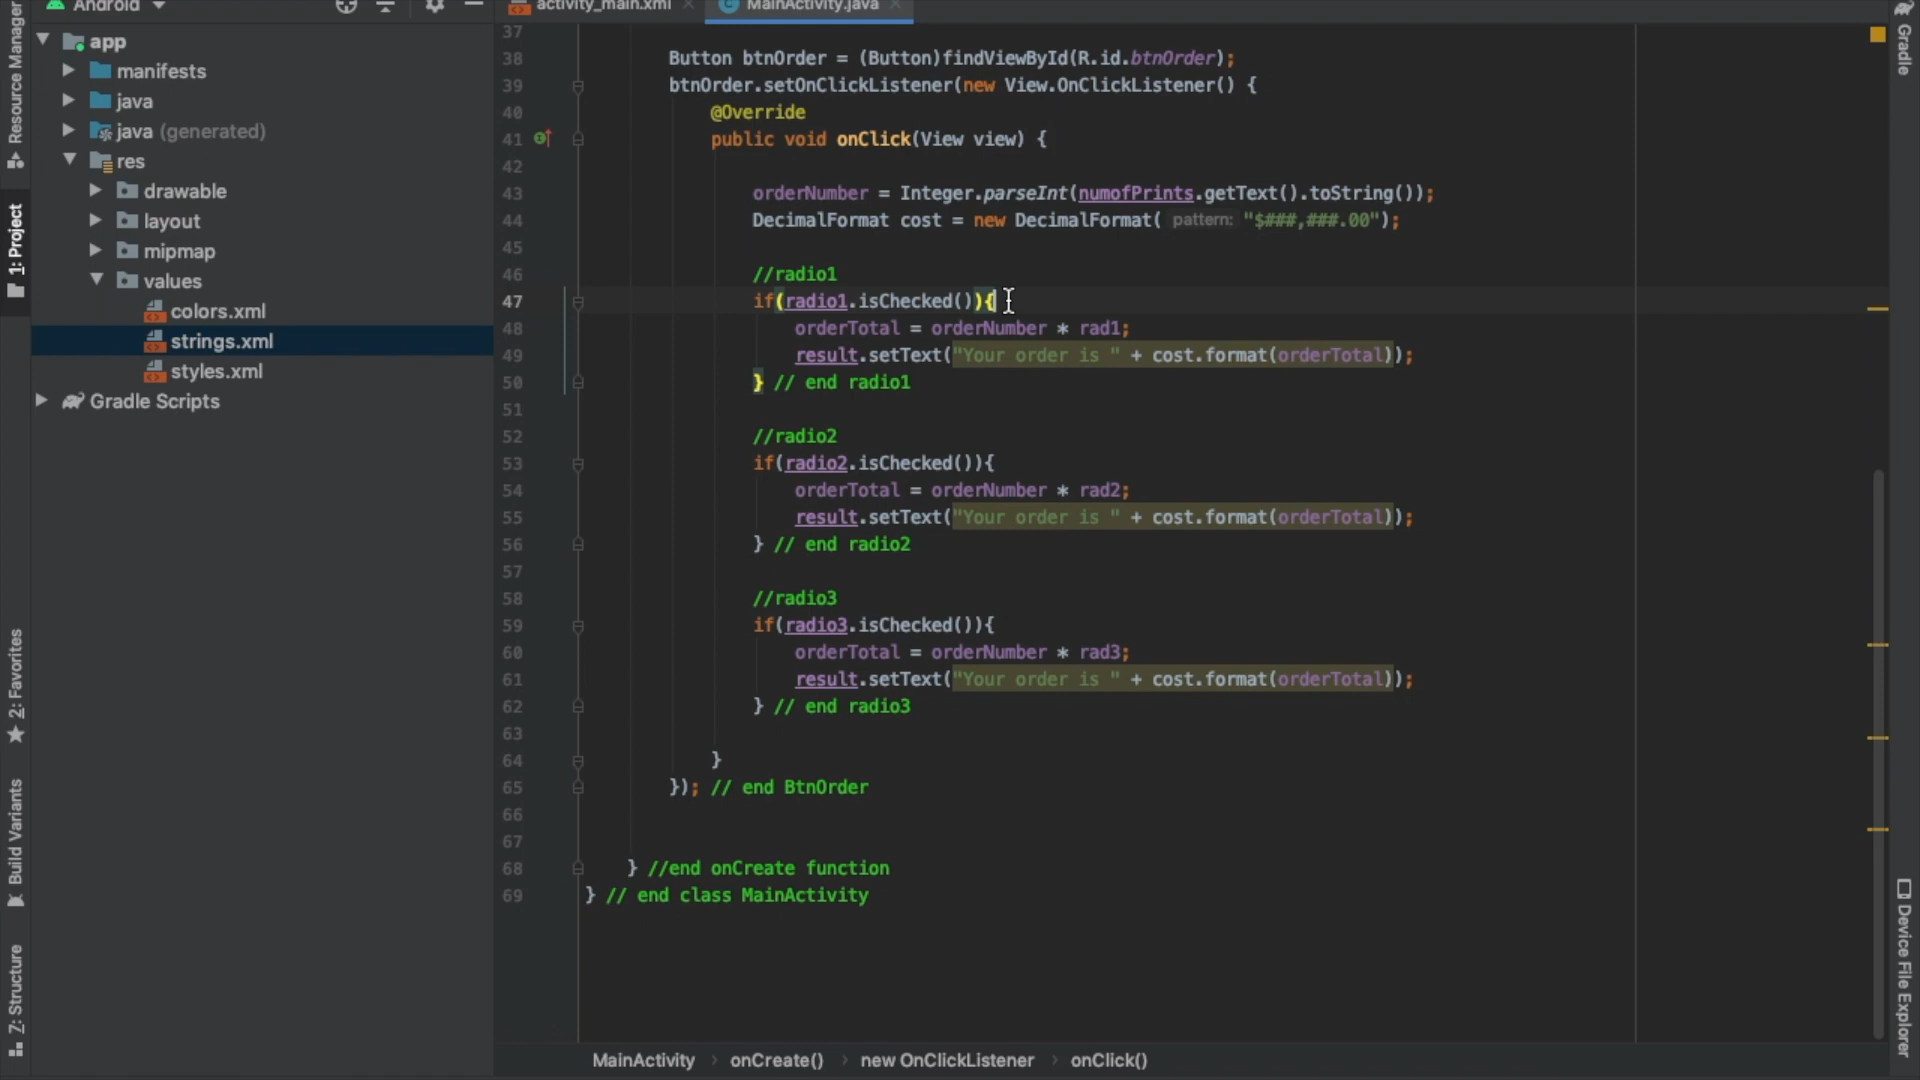 Android
activity_main.xml
MainActivity.java
app
manifests
java
java (generated)
res
drawable
layout
mipmap
values
colors.xml
strings.xml
styles.xml
Gradle Scripts
Resource Manager
1: Project
2: Favorites
Build Variants
7: Structure
37
38 Button btnOrder = (Button)findViewById(R.id.btnOrder);
39 btnOrder.setOnClickListener(new View.OnClickListener() {
40 @Override
41 public void onClick(View view) {
42
43 orderNumber = Integer.parseInt(numofPrints.getText().toString());
44 DecimalFormat cost = new DecimalFormat( pattern: "$###,###.00");
45
46 //radio1
47 if(radio1.isChecked()){
48 orderTotal = orderNumber * rad1;
49 result.setText("Your order is " + cost.format(orderTotal));
50 } // end radio1
51
52 //radio2
53 if(radio2.isChecked()){
54 orderTotal = orderNumber * rad2;
55 result.setText("Your order is " + cost.format(orderTotal));
56 } // end radio2
57
58 //radio3
59 if(radio3.isChecked()){
60 orderTotal = orderNumber * rad3;
61 result.setText("Your order is " + cost.format(orderTotal));
62 } // end radio3
63
64 }
65 }); // end BtnOrder
66
67
68 } //end onCreate function
69 } // end class MainActivity
MainActivity › onCreate() › new OnClickListener › onClick()
Gradle
Device File Explorer